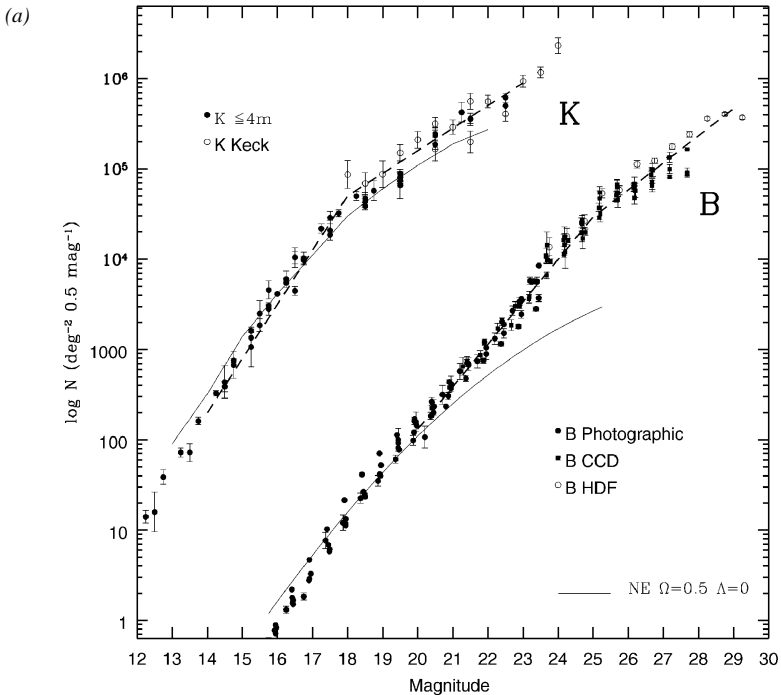 (a)
10⁶
10⁵
10⁴
1000
100
10
1
log N (deg⁻² 0.5 mag⁻¹)
K ≦4m
K Keck
K
B
B Photographic
B CCD
B HDF
NE Ω=0.5 Λ=0
12 13 14 15 16 17 18 19 20 21 22 23 24 25 26 27 28 29 30
Magnitude